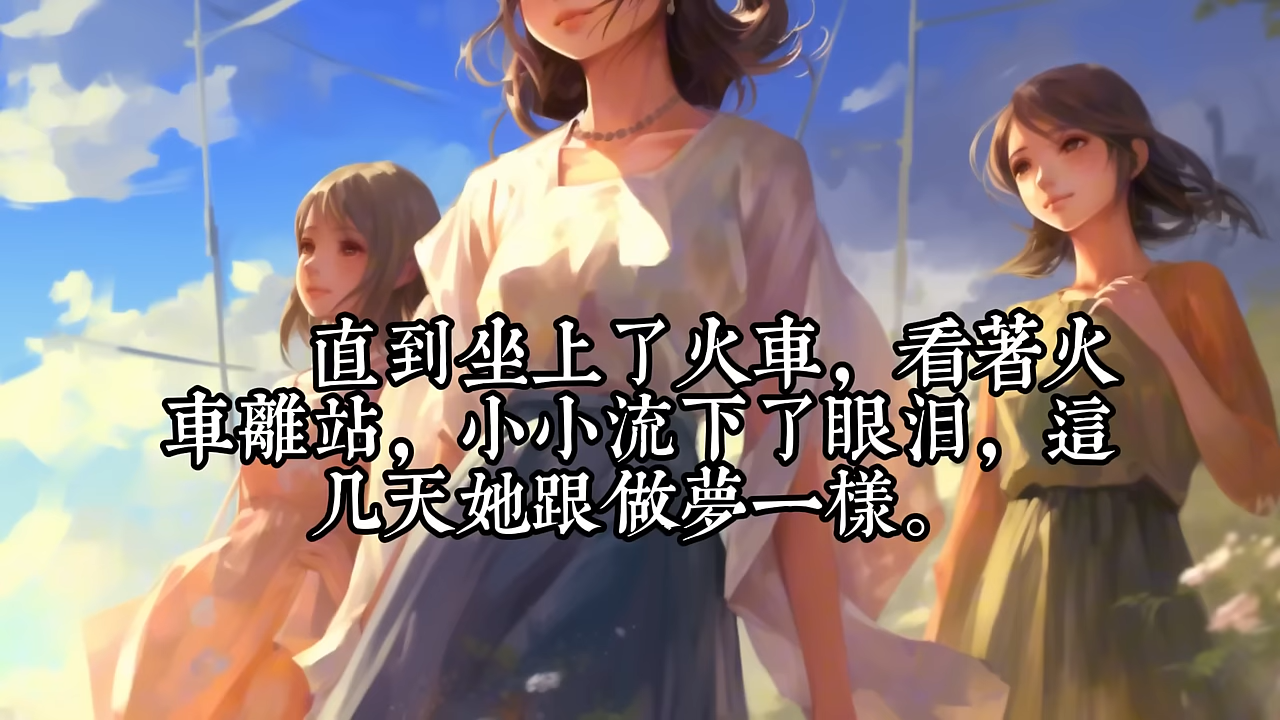 直到坐上了火車，看著火
車離站，小小流下了眼泪，這
几天她跟做夢一樣。